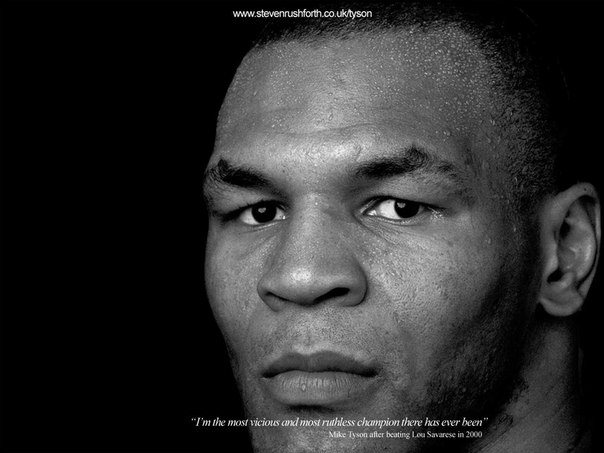 www.stevenrushforth.co.uk/tyson
“I’m the most vicious and most ruthless champion there has ever been”
Mike Tyson after beating Lou Savarese in 2000